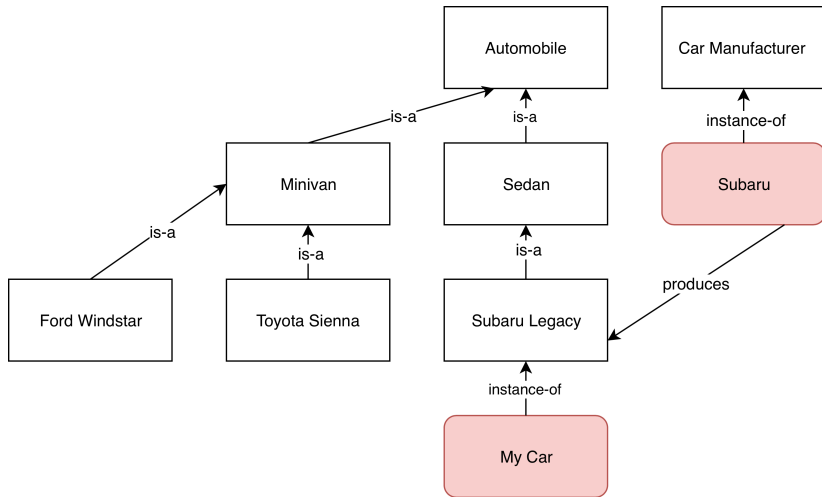 Automobile
Car Manufacturer
is-a
is-a
instance-of
Minivan
Sedan
Subaru
is-a
is-a
is-a
produces
Ford Windstar
Toyota Sienna
Subaru Legacy
instance-of
My Car